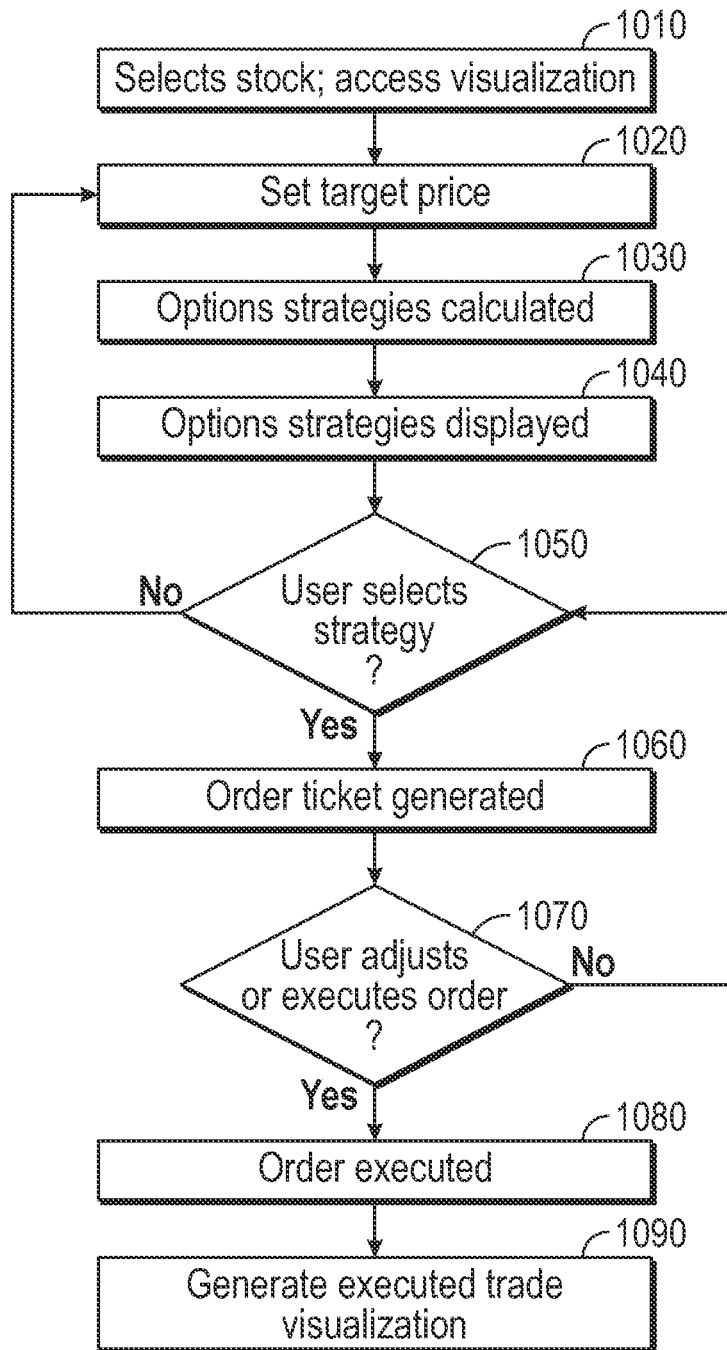 1010
Selects stock; access visualization
1020
Set target price
1030
Options strategies calculated
1040
Options strategies displayed
1050
No
User selects
strategy
?
Yes
1060
Order ticket generated
1070
User adjusts
No
or executes order
?
Yes
1080
Order executed
1090
Generate executed trade
visualization